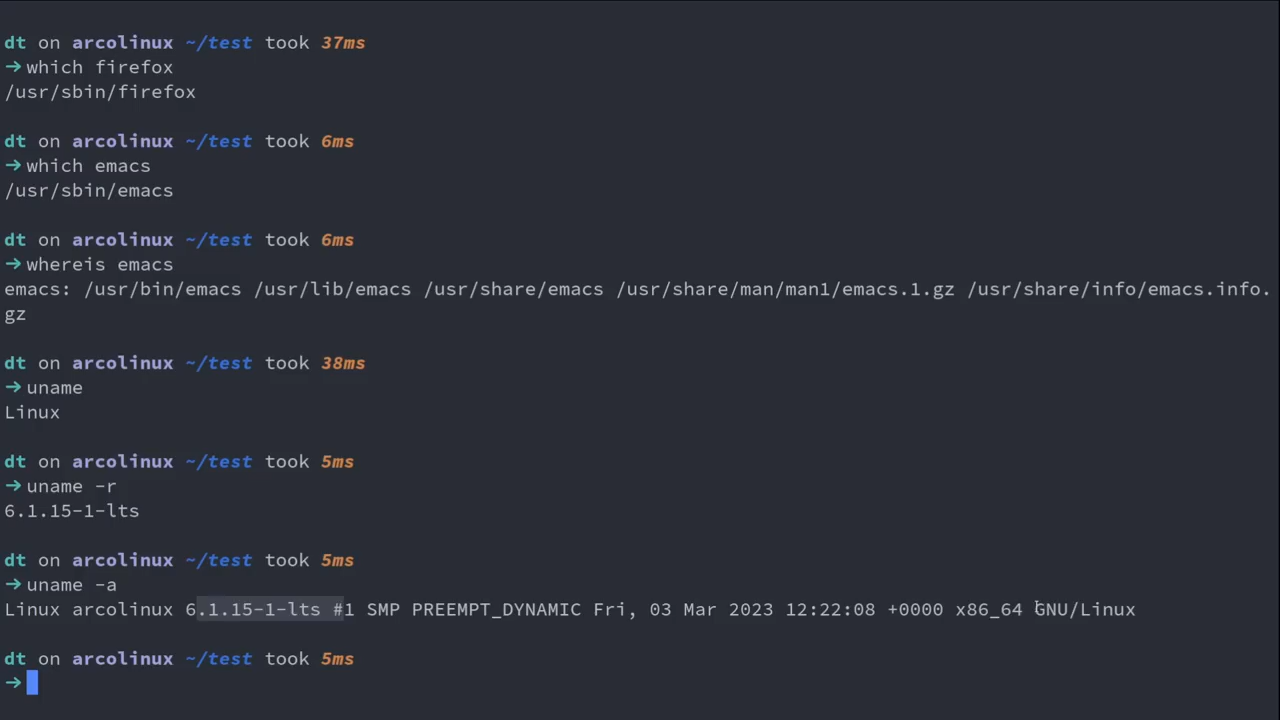 dt on arcolinux ~/test took 37ms
➔ which firefox
/usr/sbin/firefox
dt on arcolinux ~/test took 6ms
➔ which emacs
/usr/sbin/emacs
dt on arcolinux ~/test took 6ms
➔ whereis emacs
emacs: /usr/bin/emacs /usr/lib/emacs /usr/share/emacs /usr/share/man/man1/emacs.1.gz /usr/share/info/emacs.info.
gz
dt on arcolinux ~/test took 38ms
➔ uname
Linux
dt on arcolinux ~/test took 5ms
➔ uname -r
6.1.15-1-lts
dt on arcolinux ~/test took 5ms
➔ uname -a
Linux arcolinux 6.1.15-1-lts #1 SMP PREEMPT_DYNAMIC Fri, 03 Mar 2023 12:22:08 +0000 x86_64 GNU/Linux
dt on arcolinux ~/test took 5ms
➔